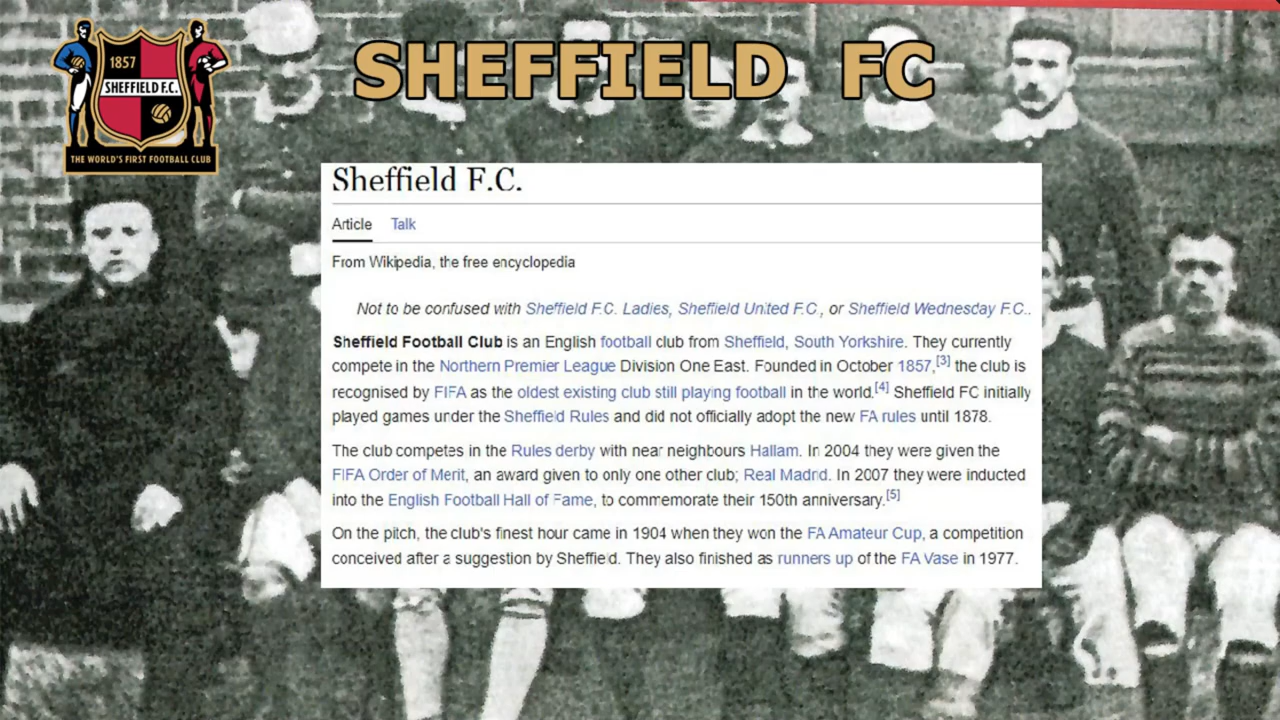 1857
SHEFFIELD F.C.
THE WORLD'S FIRST FOOTBALL CLUB
SHEFFIELD FC
Sheffield F.C.
Article Talk
From Wikipedia, the free encyclopedia
Not to be confused with Sheffield F.C. Ladies, Sheffield United F.C., or Sheffield Wednesday F.C..
Sheffield Football Club is an English football club from Sheffield, South Yorkshire. They currently
compete in the Northern Premier League Division One East. Founded in October 1857,[3] the club is
recognised by FIFA as the oldest existing club still playing football in the world.[4] Sheffield FC initially
played games under the Sheffield Rules and did not officially adopt the new FA rules until 1878.
The club competes in the Rules derby with near neighbours Hallam. In 2004 they were given the
FIFA Order of Merit, an award given to only one other club; Real Madrid. In 2007 they were inducted
into the English Football Hall of Fame, to commemorate their 150th anniversary.[5]
On the pitch, the club's finest hour came in 1904 when they won the FA Amateur Cup, a competition
conceived after a suggestion by Sheffield. They also finished as runners up of the FA Vase in 1977.